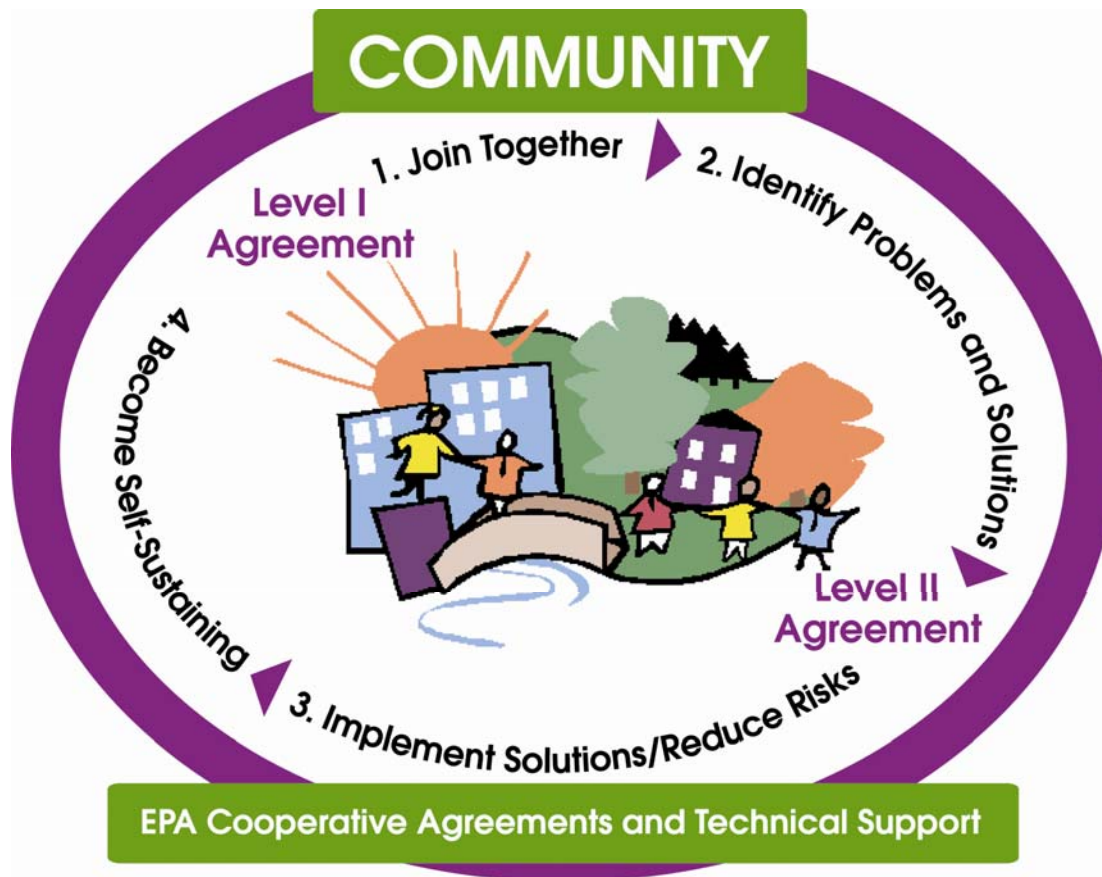 COMMUNITY
1. Join Together
2. Identify Problems and Solutions
Level I
Agreement
4. Become Self-Sustaining
Level II
Agreement
3. Implement Solutions/Reduce Risks
EPA Cooperative Agreements and Technical Support